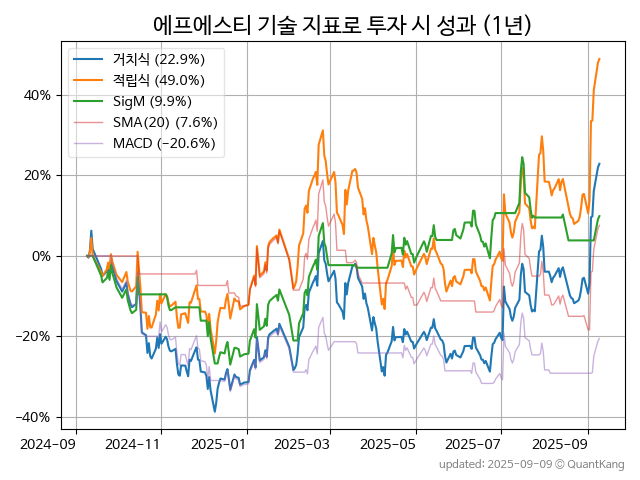 에프에스티 기술 지표로 투자 시 성과 (1년)
거치식 (22.9%)
적립식 (49.0%)
SigM (9.9%)
SMA(20) (7.6%)
MACD (−20.6%)
40%
20%
0%
−20%
−40%
2024-09 2024-11 2025-01 2025-03 2025-05 2025-07 2025-09
updated: 2025-09-09 © QuantKang